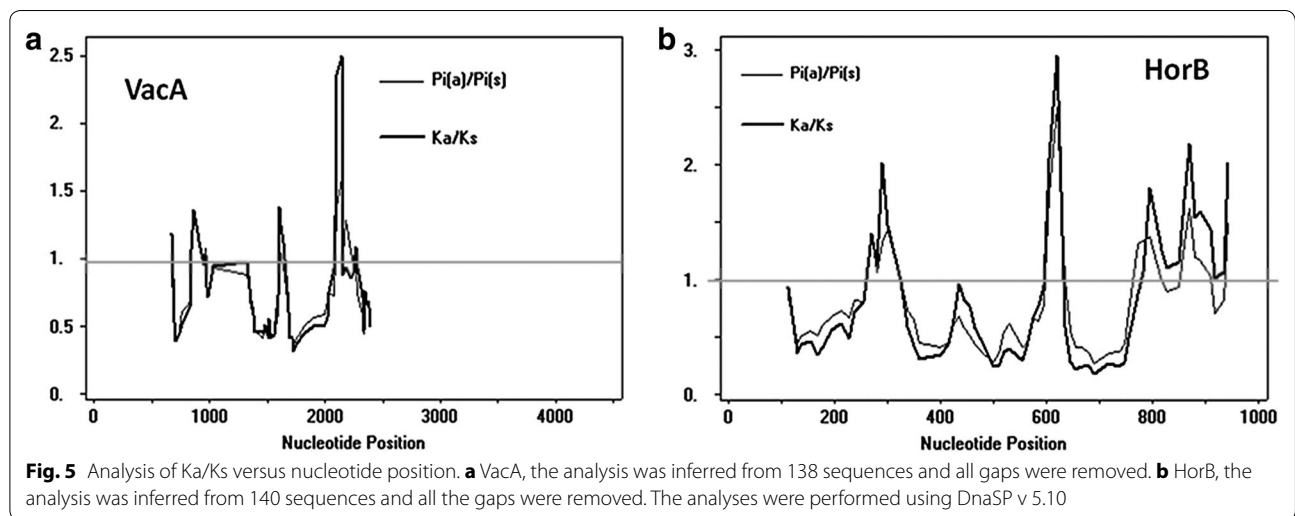 a
VacA
2.5
2.
1.5
1.
0.5
0.
Pi(a)/Pi(s)
Ka/Ks
0 1000 2000 3000 4000
Nucleotide Position
b
HorB
3.
2.
1.
0.
Pi(a)/Pi(s)
Ka/Ks
0 200 400 600 800 1000
Nucleotide Position
Fig. 5 Analysis of Ka/Ks versus nucleotide position. a VacA, the analysis was inferred from 138 sequences and all gaps were removed. b HorB, the
analysis was inferred from 140 sequences and all the gaps were removed. The analyses were performed using DnaSP v 5.10